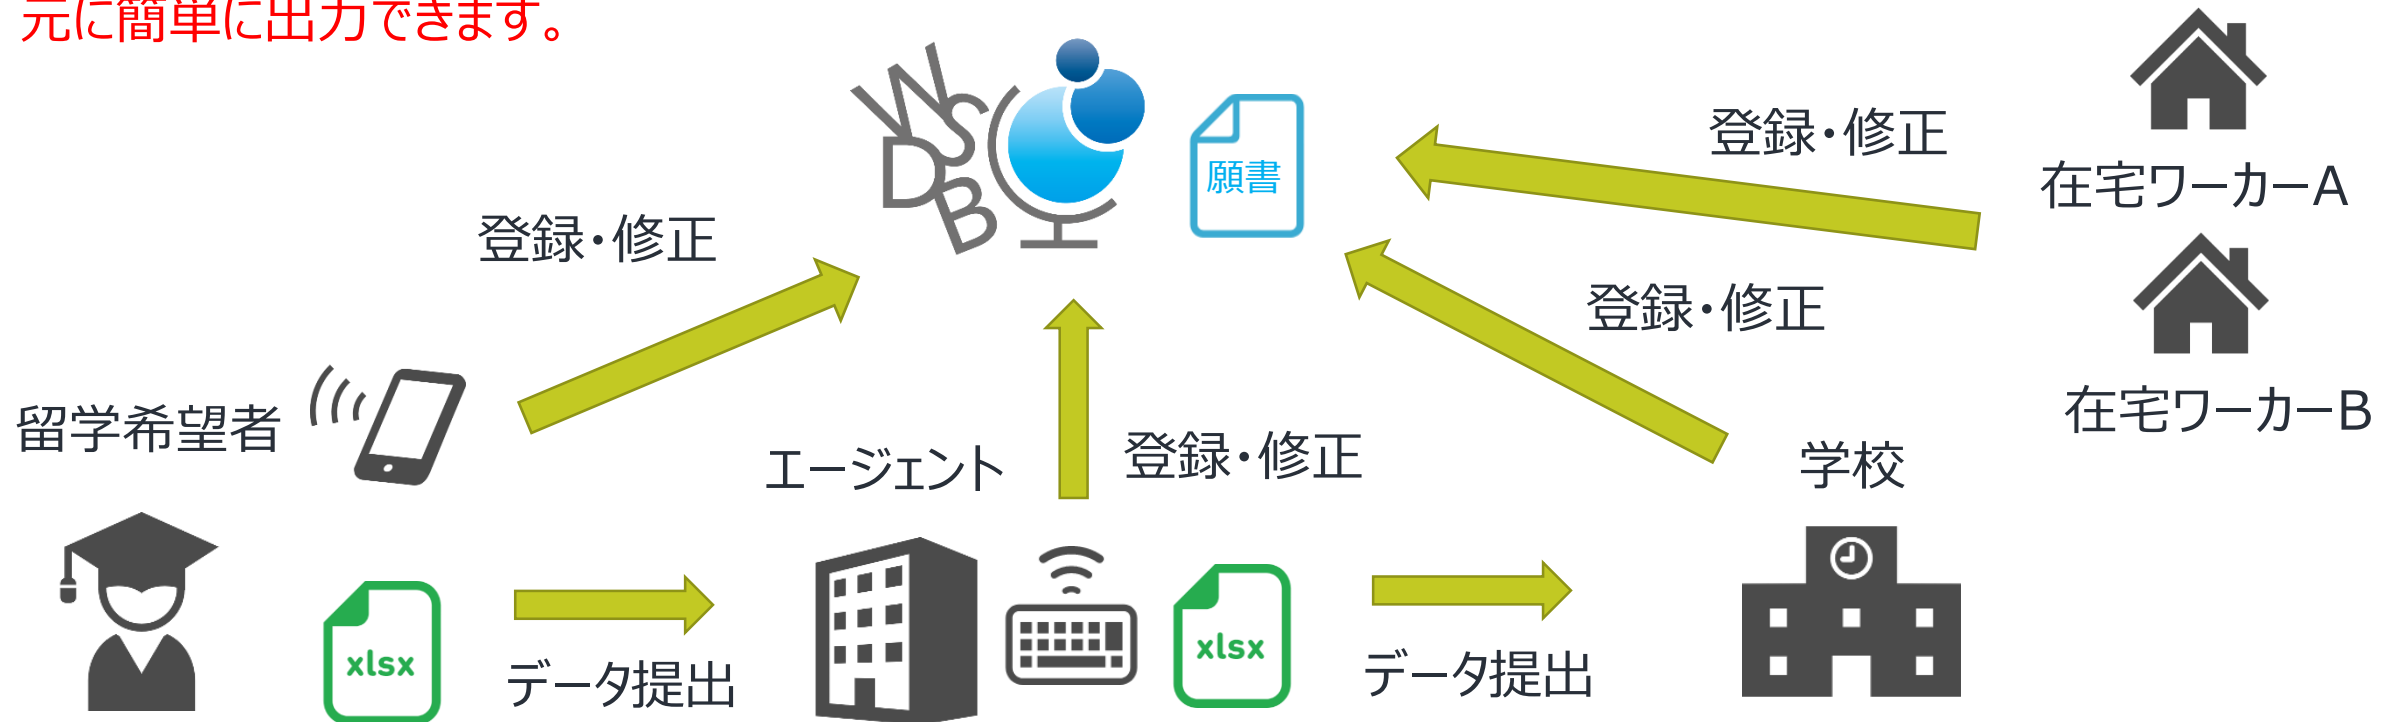 元に簡単に出力できます。
WSDB
願書
登録・修正
在宅ワーカーA
登録・修正
登録・修正
在宅ワーカーB
留学希望者
エージェント
登録・修正
学校
xlsx
データ提出
xlsx
データ提出